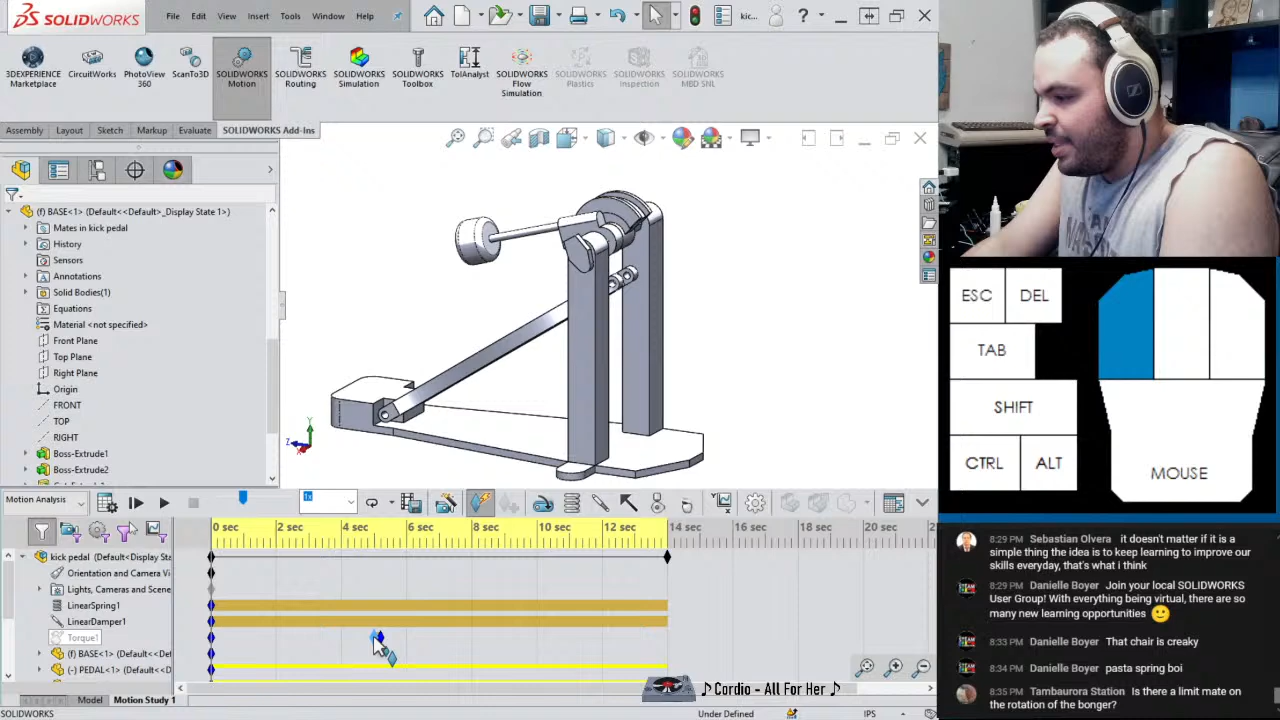 SOLIDWORKS
File Edit View Insert Tools Window Help
kic...
3DEXPERIENCE Marketplace
CircuitWorks
PhotoView 360
ScanTo3D
SOLIDWORKS Motion
SOLIDWORKS Routing
SOLIDWORKS Simulation
SOLIDWORKS Toolbox
TolAnalyst
SOLIDWORKS Flow Simulation
SOLIDWORKS Plastics
SOLIDWORKS Inspection
SOLIDWORKS MBD SNL
Assembly Layout Sketch Markup Evaluate SOLIDWORKS Add-Ins
(f) BASE<1> (Default<<Default>_Display State 1>)
Mates in kick pedal
History
Sensors
Annotations
Solid Bodies(1)
Equations
Material <not specified>
Front Plane
Top Plane
Right Plane
Origin
FRONT
TOP
RIGHT
Boss-Extrude1
Boss-Extrude2
Y
Z
X
Motion Analysis
1x
0 sec 2 sec 4 sec 6 sec 8 sec 10 sec 12 sec 14 sec 16 sec 18 sec 20 sec
kick pedal (Default<Display Stat
Orientation and Camera Vi
Lights, Cameras and Scene
LinearSpring1
LinearDamper1
Torque1
(f) BASE<1> (Default<<Def
(-) PEDAL<1> (Default<<D
Model Motion Study 1
♪ Cordio - All For Her ♪
SOLIDWORKS
Under Defined
IPS
ESC DEL
TAB
SHIFT
CTRL ALT
MOUSE
8:29 PM Sebastian Olvera it doesn't matter if it is a
simple thing the idea is to keep learning to improve our
skills everyday, that's what i think
8:29 PM Danielle Boyer Join your local SOLIDWORKS
User Group! With everything being virtual, there are so
many new learning opportunities 🙂
8:33 PM Danielle Boyer That chair is creaky
8:34 PM Danielle Boyer pasta spring boi
8:35 PM Tambaurora Station Is there a limit mate on
the rotation of the bonger?